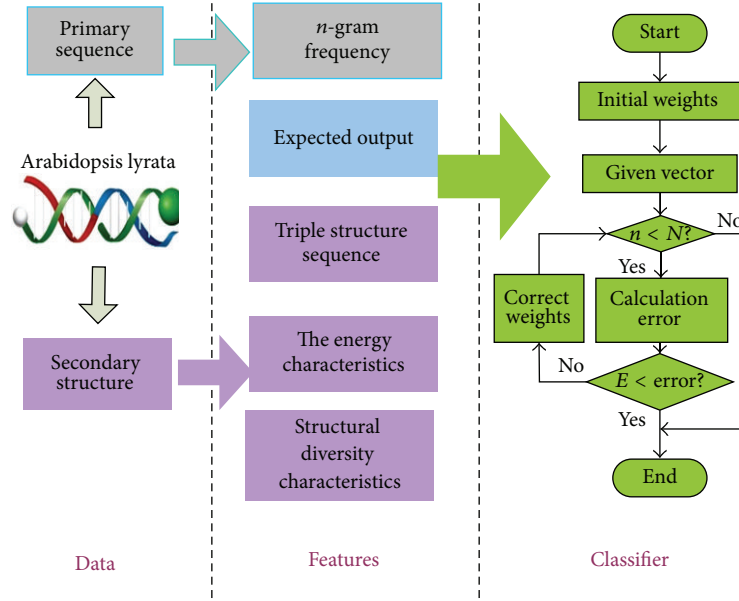 Primary
sequence
Arabidopsis lyrata
Secondary
structure
Data
n-gram
frequency
Expected output
Triple structure
sequence
The energy
characteristics
Structural
diversity
characteristics
Features
Start
Initial weights
Given vector
n < N?
No
Yes
Correct
weights
Calculation
error
No
E < error?
Yes
End
Classifier